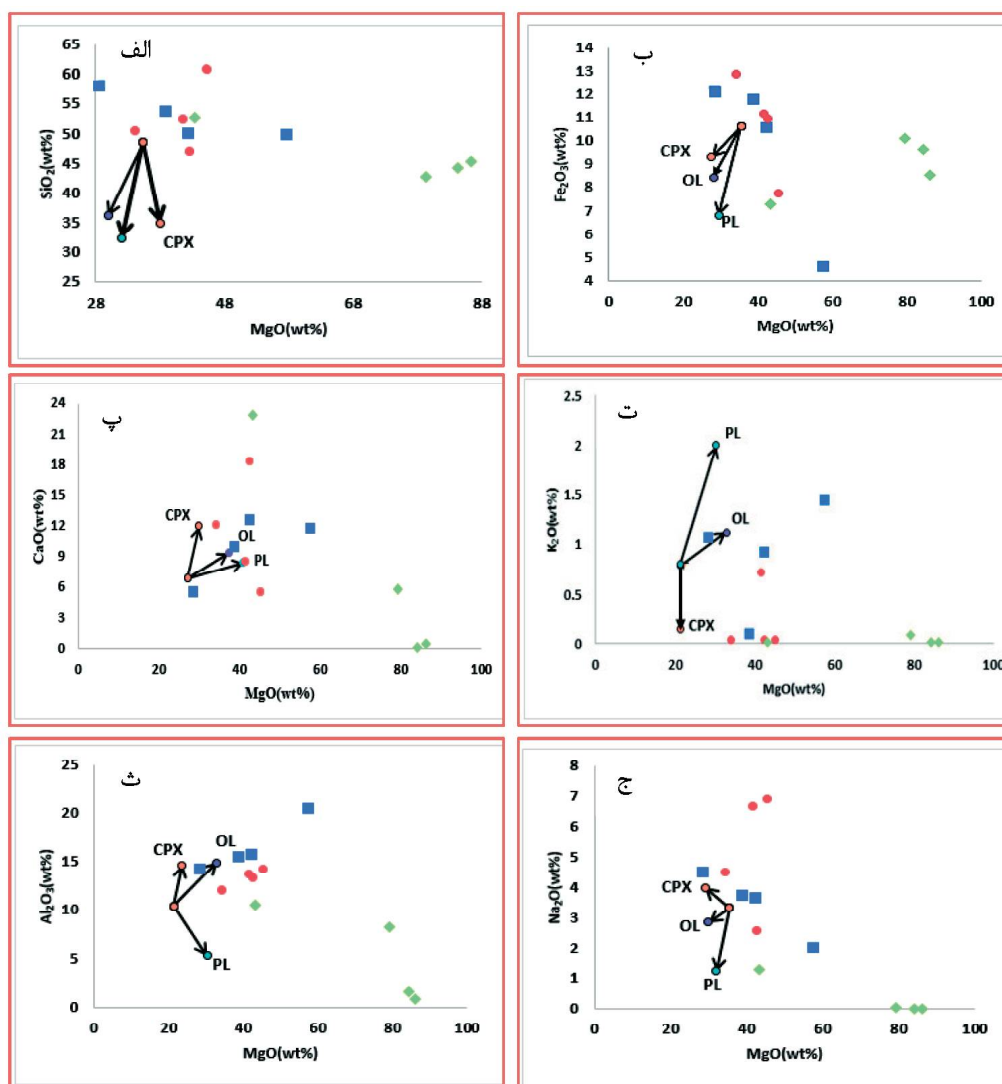 الف
65
60
55
50
45
40
35
30
25
SiO₂(wt%)
CPX
28 48 68 88
MgO(wt%)
ب
14
13
12
11
10
9
8
7
6
5
4
Fe₂O₃(wt%)
CPX
OL
PL
0 20 40 60 80 100
MgO(wt%)
پ
24
21
18
15
12
9
6
3
0
CaO(wt%)
CPX
OL
PL
0 20 40 60 80 100
MgO(wt%)
ت
2.5
2
1.5
1
0.5
0
K₂O(wt%)
PL
OL
CPX
0 20 40 60 80 100
MgO(wt%)
ث
25
20
15
10
5
0
Al₂O₃(wt%)
CPX
OL
PL
0 20 40 60 80 100
MgO(wt%)
ج
8
7
6
5
4
3
2
1
0
Na₂O(wt%)
CPX
OL
PL
0 20 40 60 80 100
MgO(wt%)